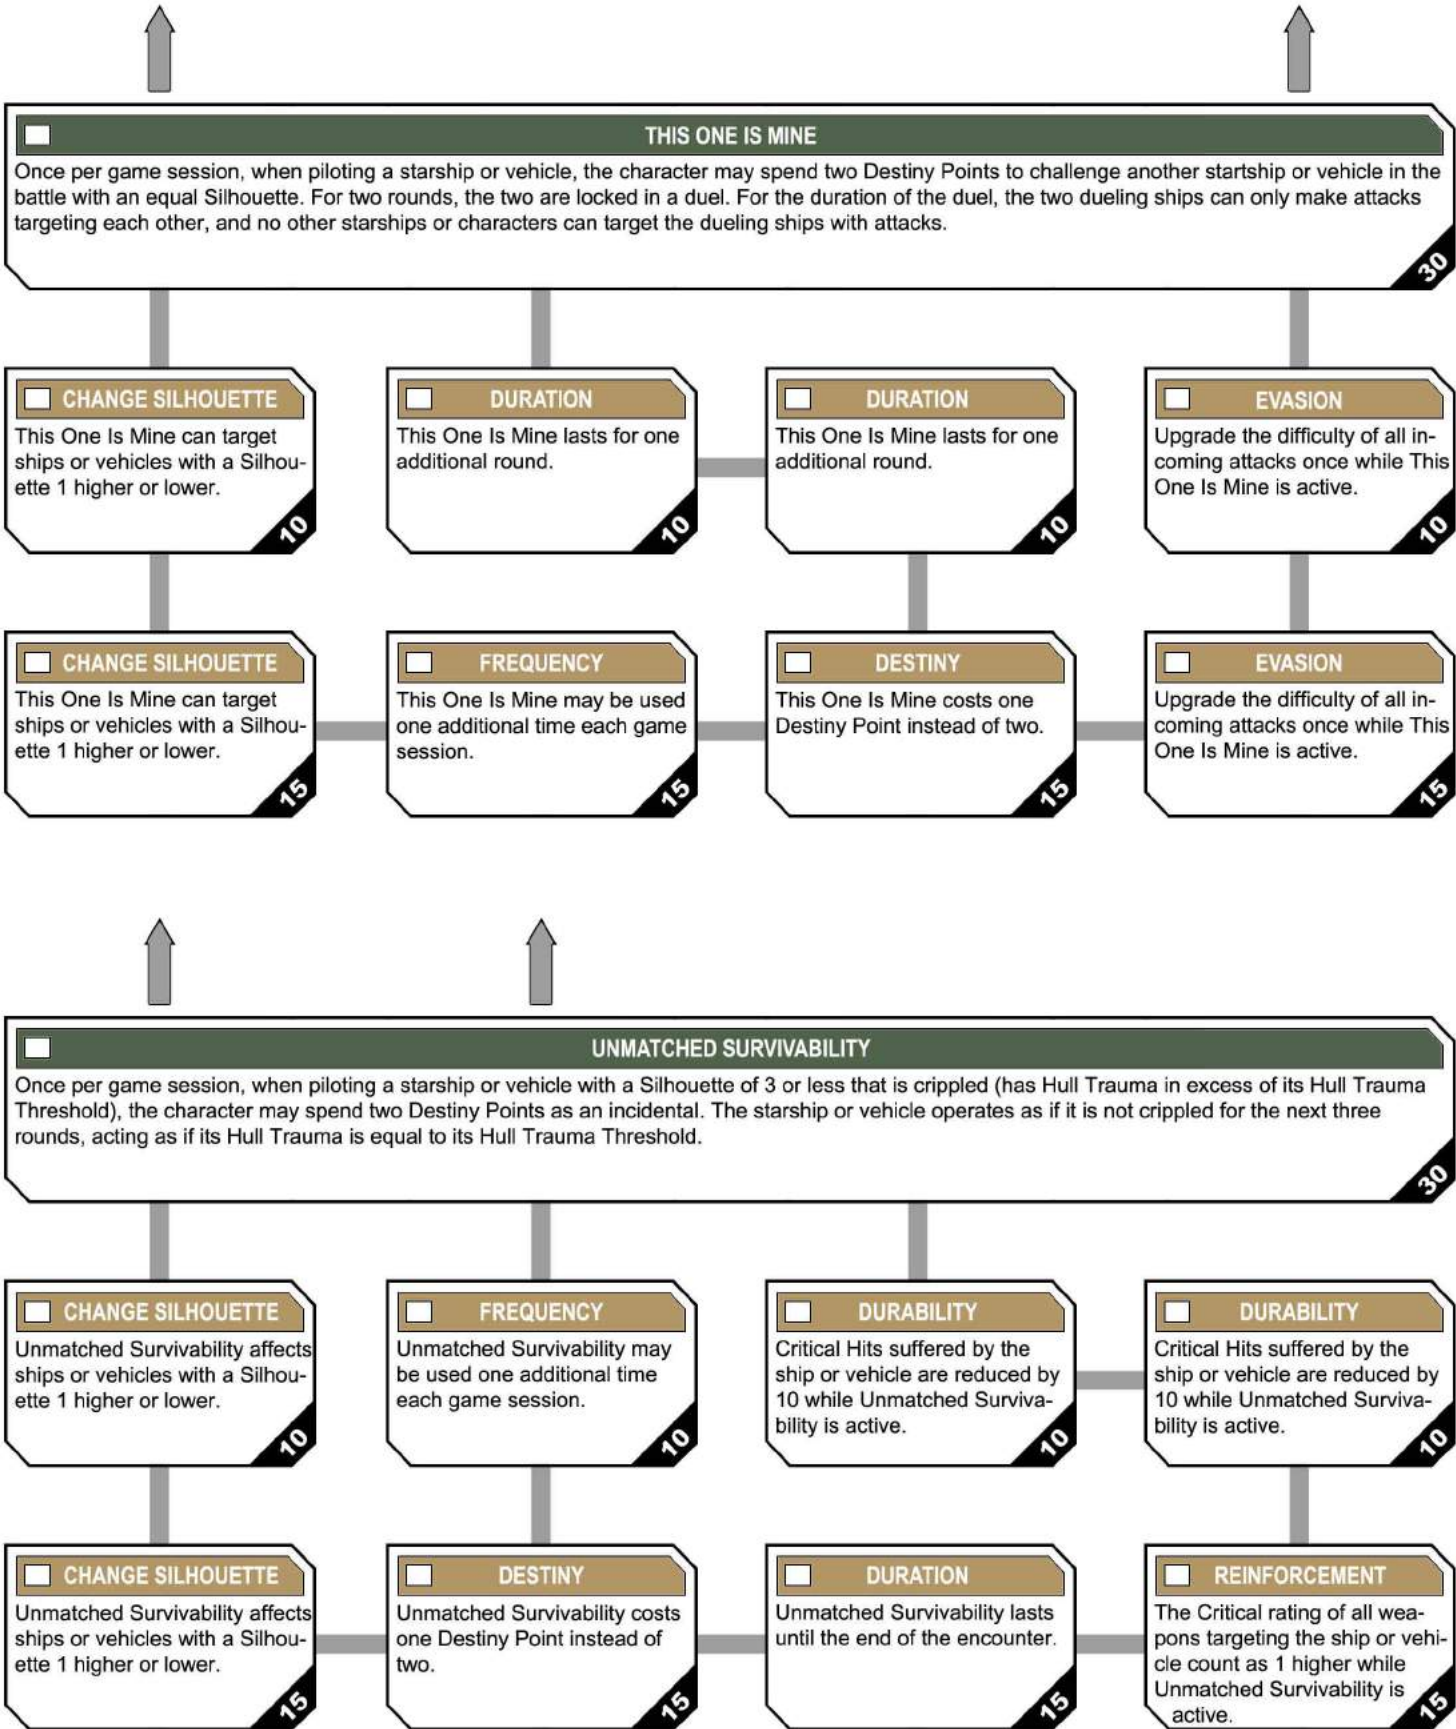 THIS ONE IS MINE
Once per game session, when piloting a starship or vehicle, the character may spend two Destiny Points to challenge another startship or vehicle in the
battle with an equal Silhouette. For two rounds, the two are locked in a duel. For the duration of the duel, the two dueling ships can only make attacks
targeting each other, and no other starships or characters can target the dueling ships with attacks.
30
CHANGE SILHOUETTE
This One Is Mine can target
ships or vehicles with a Silhou-
ette 1 higher or lower.
10
DURATION
This One Is Mine lasts for one
additional round.
10
DURATION
This One Is Mine lasts for one
additional round.
10
EVASION
Upgrade the difficulty of all in-
coming attacks once while This
One Is Mine is active.
10
CHANGE SILHOUETTE
This One Is Mine can target
ships or vehicles with a Silhou-
ette 1 higher or lower.
15
FREQUENCY
This One Is Mine may be used
one additional time each game
session.
15
DESTINY
This One Is Mine costs one
Destiny Point instead of two.
15
EVASION
Upgrade the difficulty of all in-
coming attacks once while This
One Is Mine is active.
15
UNMATCHED SURVIVABILITY
Once per game session, when piloting a starship or vehicle with a Silhouette of 3 or less that is crippled (has Hull Trauma in excess of its Hull Trauma
Threshold), the character may spend two Destiny Points as an incidental. The starship or vehicle operates as if it is not crippled for the next three
rounds, acting as if its Hull Trauma is equal to its Hull Trauma Threshold.
30
CHANGE SILHOUETTE
Unmatched Survivability affects
ships or vehicles with a Silhou-
ette 1 higher or lower.
10
FREQUENCY
Unmatched Survivability may
be used one additional time
each game session.
10
DURABILITY
Critical Hits suffered by the
ship or vehicle are reduced by
10 while Unmatched Surviva-
bility is active.
10
DURABILITY
Critical Hits suffered by the
ship or vehicle are reduced by
10 while Unmatched Surviva-
bility is active.
10
CHANGE SILHOUETTE
Unmatched Survivability affects
ships or vehicles with a Silhou-
ette 1 higher or lower.
15
DESTINY
Unmatched Survivability costs
one Destiny Point instead of
two.
15
DURATION
Unmatched Survivability lasts
until the end of the encounter.
15
REINFORCEMENT
The Critical rating of all wea-
pons targeting the ship or vehi-
cle count as 1 higher while
Unmatched Survivability is
active.
15